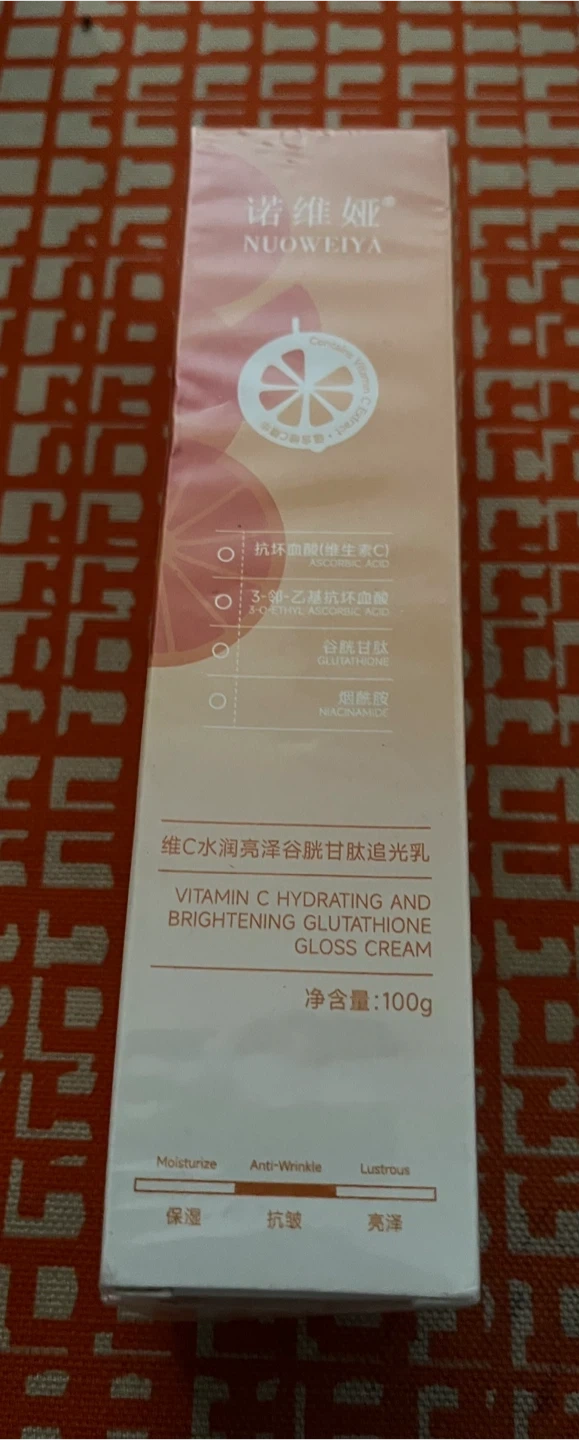 诺维娅®
NUOWEIYA
Contains Vitamin C Extract
抗坏血酸(维生素C)
ASCORBIC ACID
3-邻-乙基抗坏血酸
3-O-ETHYL ASCORBIC ACID
谷胱甘肽
GLUTATHIONE
烟酰胺
NIACINAMIDE
维C水润亮泽谷胱甘肽追光乳
VITAMIN C HYDRATING AND
BRIGHTENING GLUTATHIONE
GLOSS CREAM
净含量:100g
Moisturize Anti-Wrinkle Lustrous
保湿 抗皱 亮泽